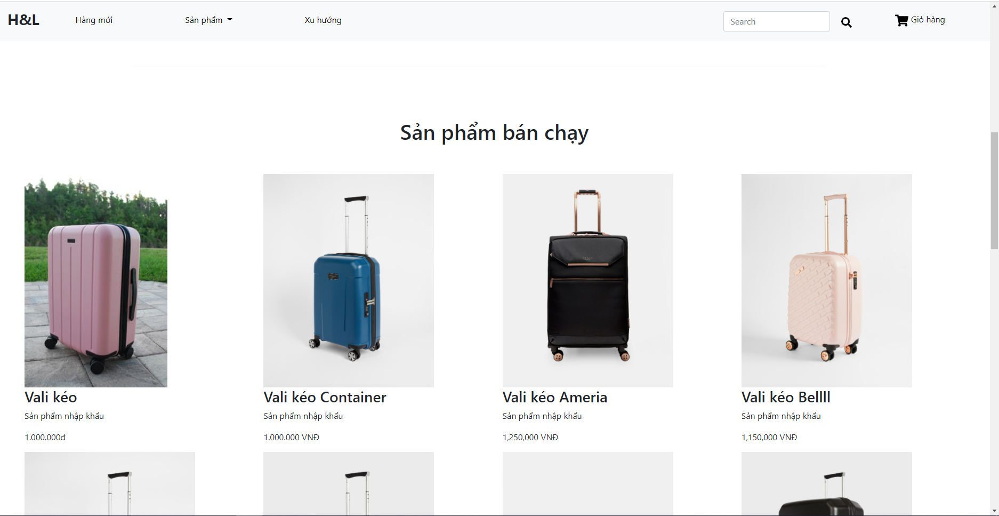 H&L
Hàng mới
Sản phẩm
Xu hướng
Search
Giỏ hàng
Sản phẩm bán chạy
Vali kéo
Sản phẩm nhập khẩu
1.000.000đ
Vali kéo Container
Sản phẩm nhập khẩu
1.000.000 VNĐ
Vali kéo Ameria
Sản phẩm nhập khẩu
1,250,000 VNĐ
Vali kéo Bellll
Sản phẩm nhập khẩu
1,150,000 VNĐ